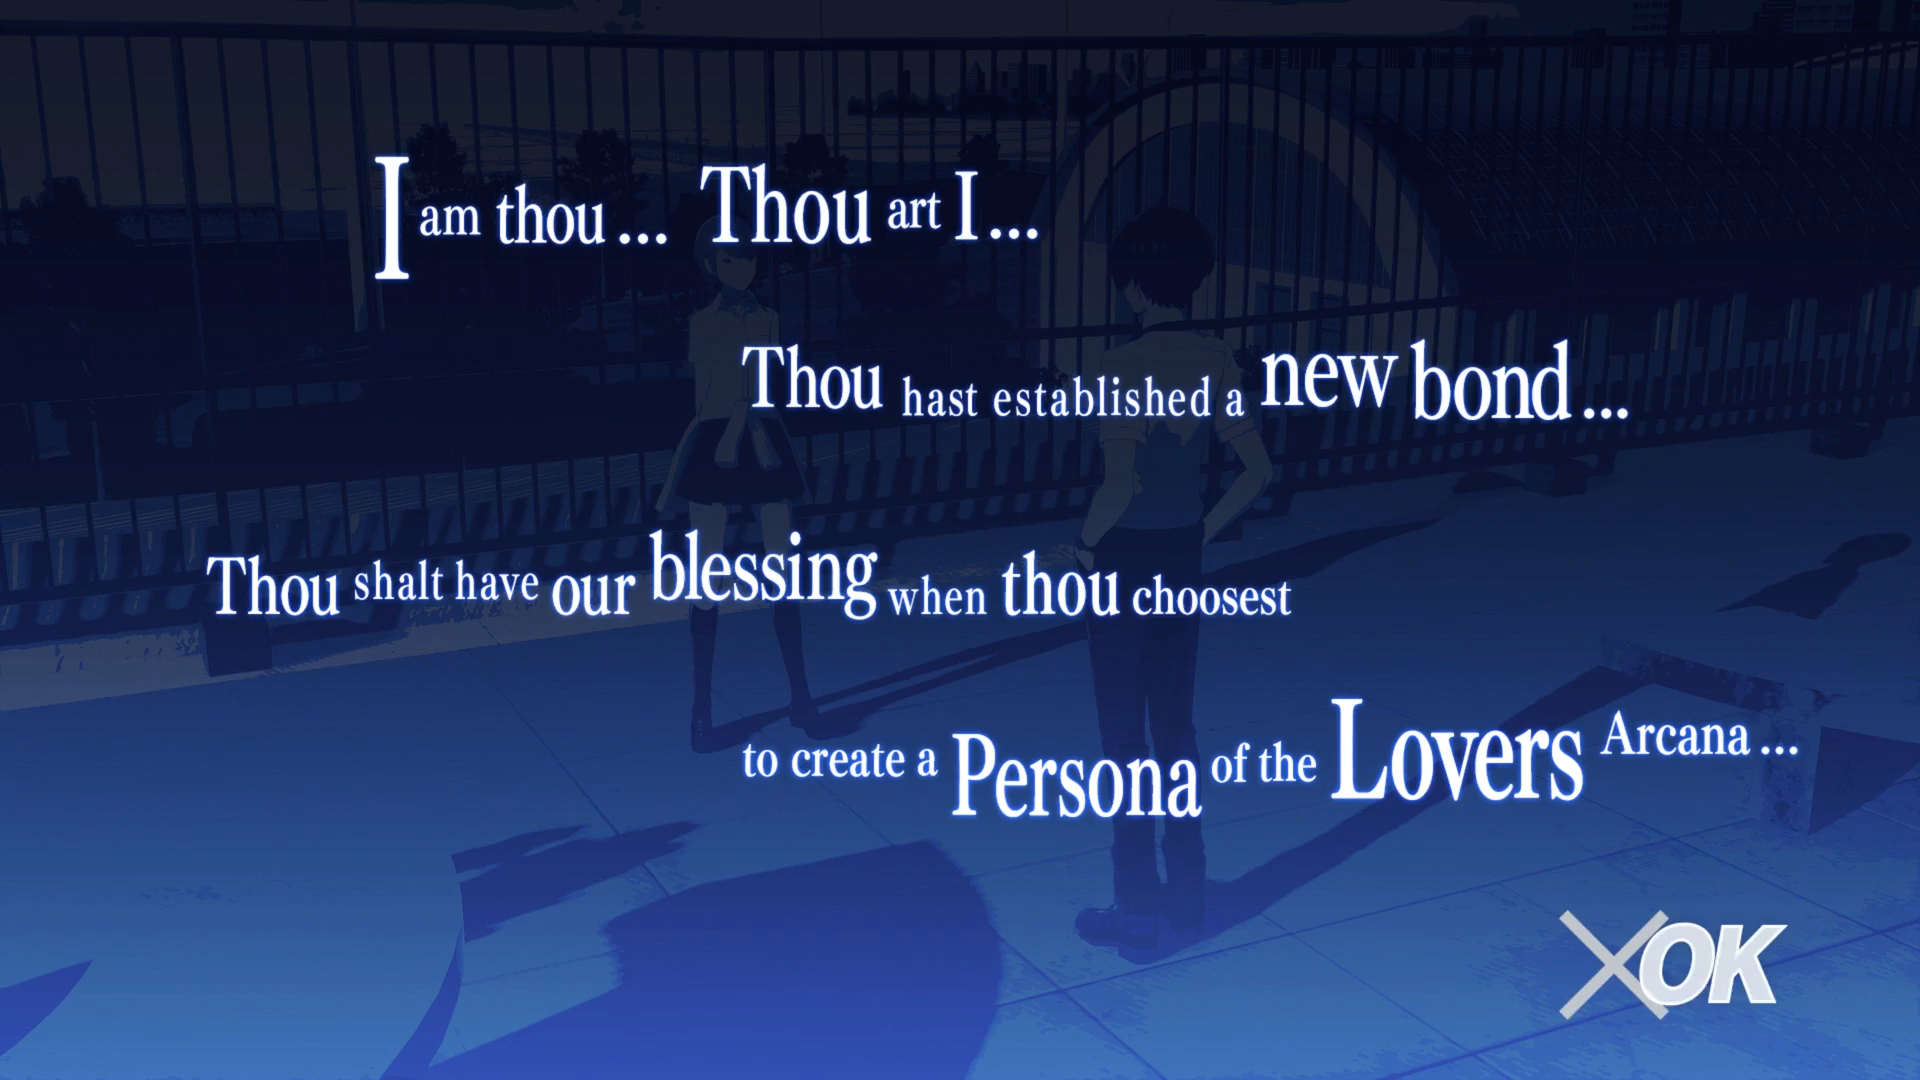 I am thou... Thou art I...
Thou hast established a new bond...
Thou shalt have our blessing when thou choosest
to create a Persona of the Lovers Arcana...
OK